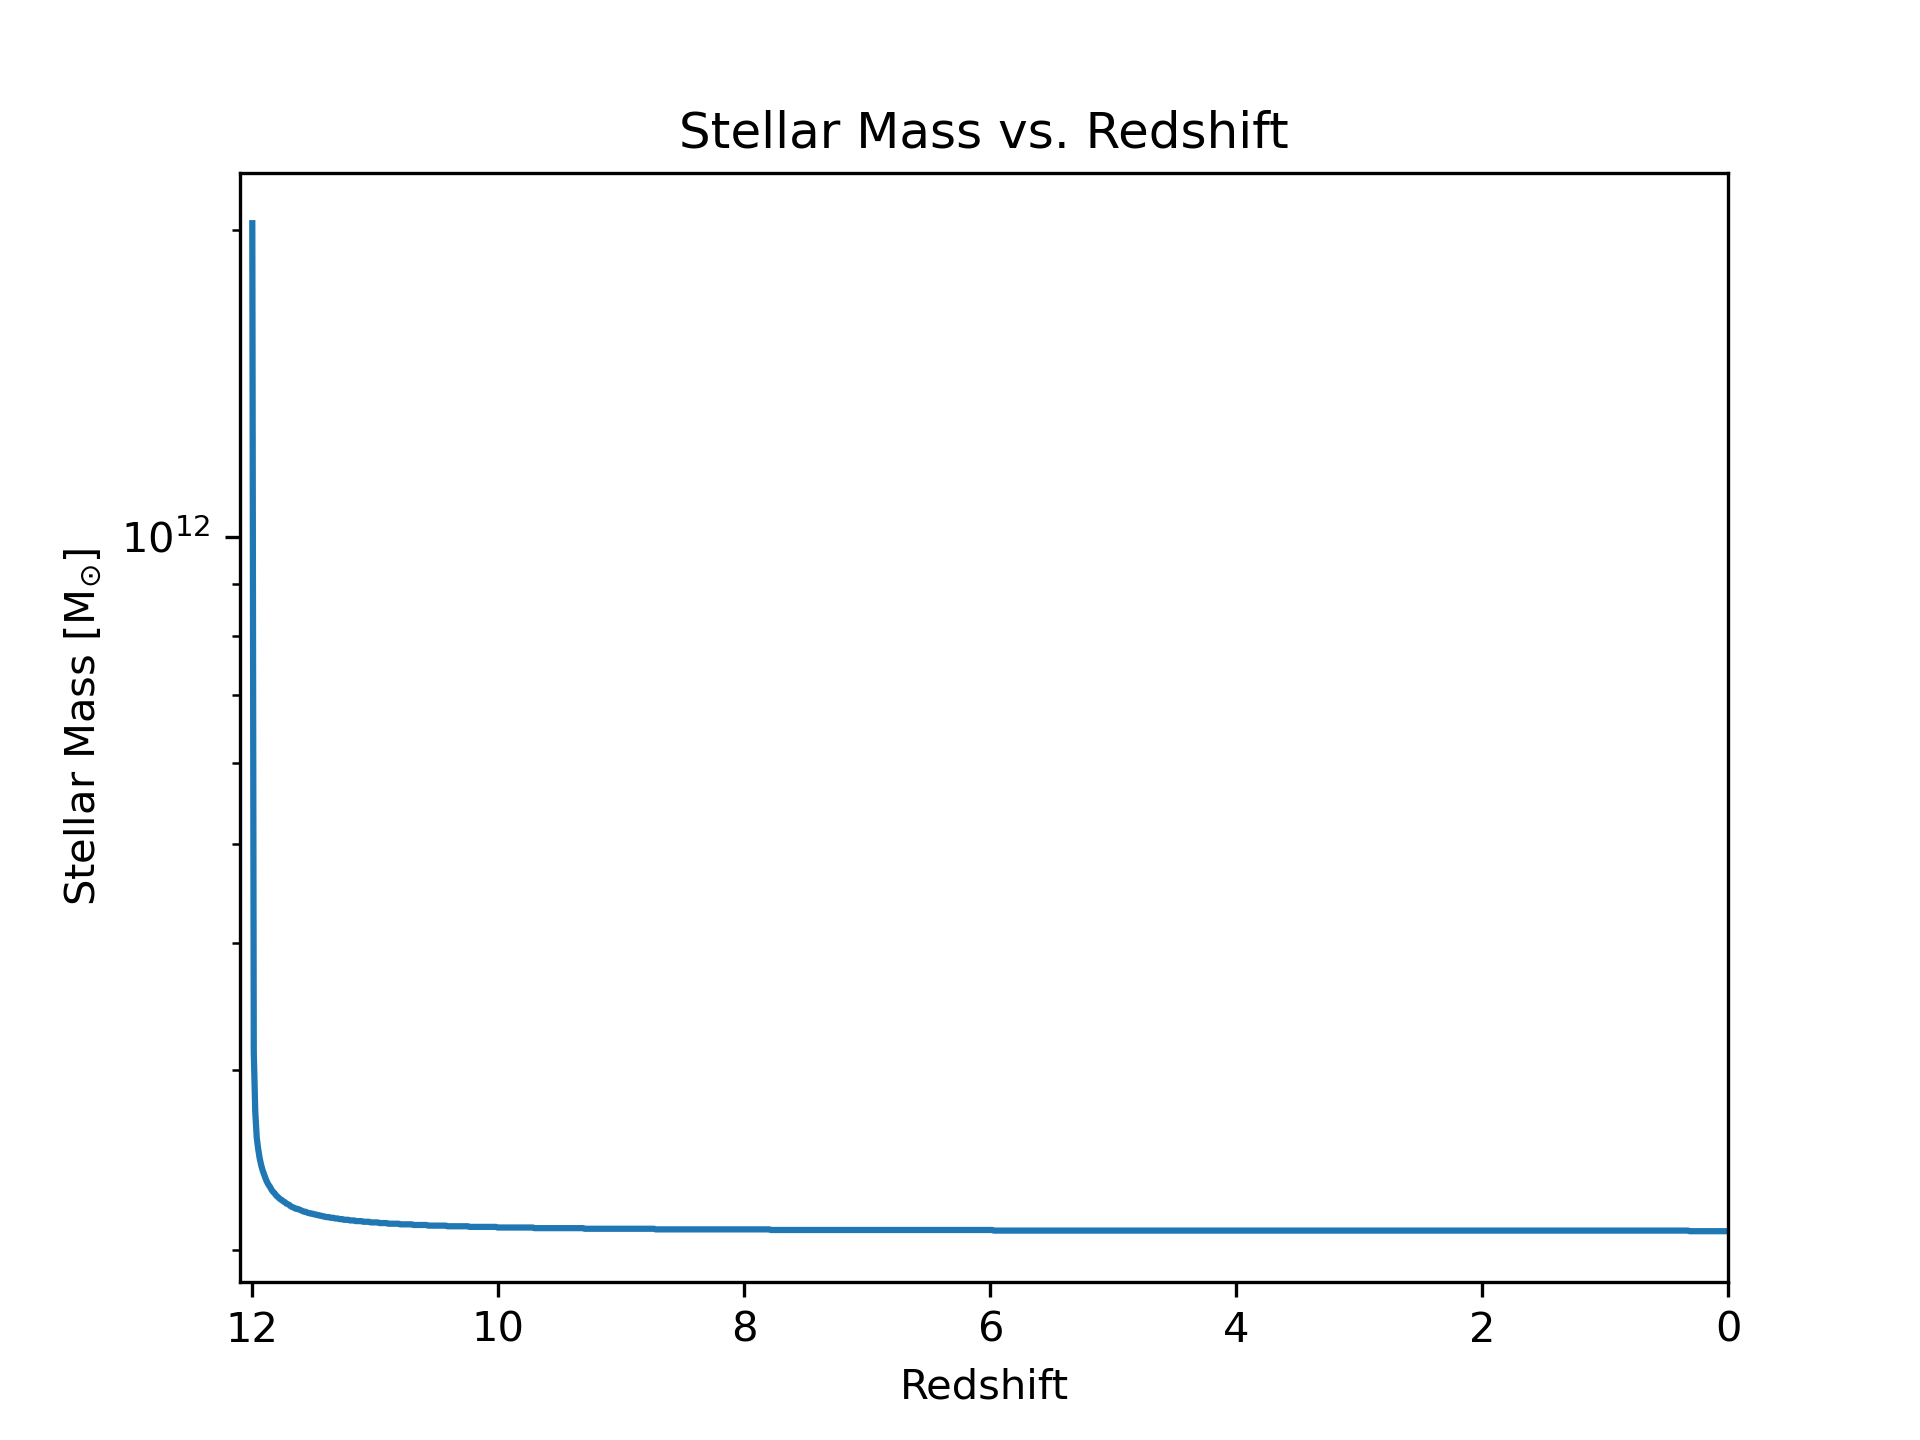 Stellar Mass vs. Redshift
Stellar Mass [M⊙]
10¹²
12 10 8 6 4 2 0
Redshift